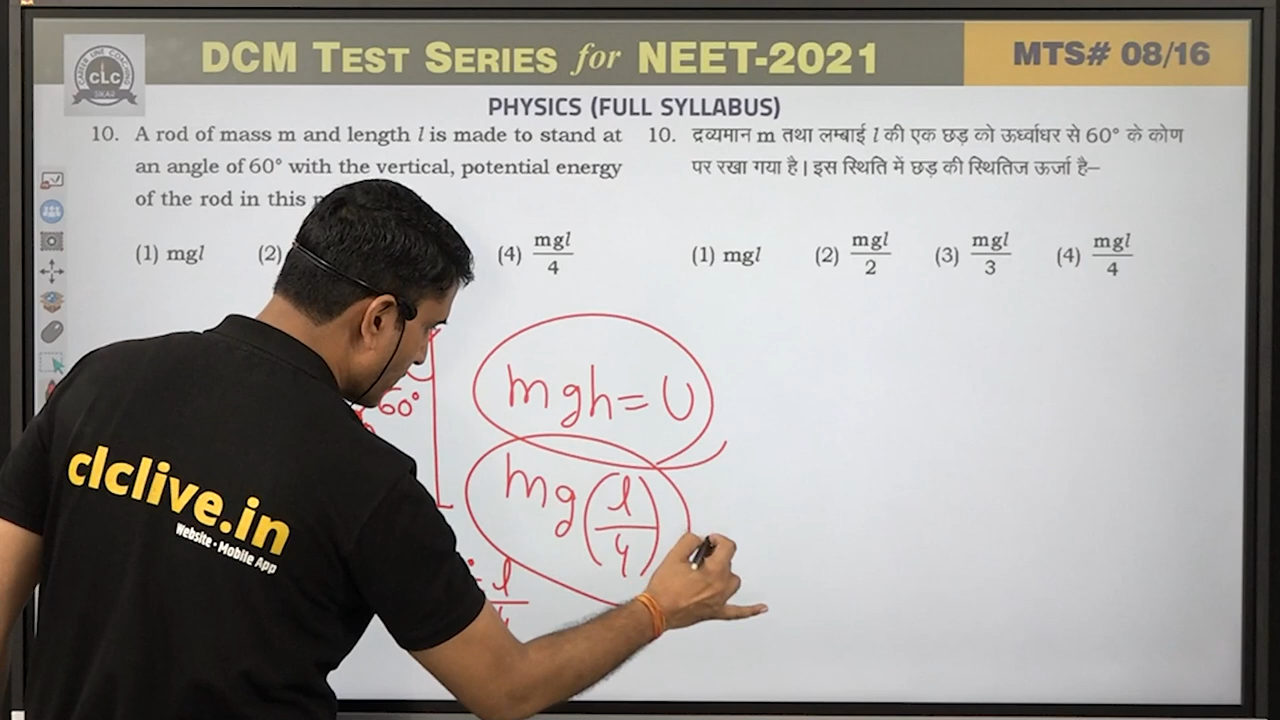 DCM TEST SERIES for NEET-2021
MTS# 08/16
CLC
SIKAR
PHYSICS (FULL SYLLABUS)
10. A rod of mass m and length l is made to stand at
an angle of 60° with the vertical, potential energy
of the rod in this
(1) mgl (2) (4) mgl/4
10. द्रव्यमान m तथा लम्बाई l की एक छड़ को ऊर्ध्वाधर से 60° के कोण
पर रखा गया है। इस स्थिति में छड़ की स्थितिज ऊर्जा है–
(1) mgl (2) mgl/2 (3) mgl/3 (4) mgl/4
60°
mgh = U
mg(l/4)
l
clclive.in
Website • Mobile App